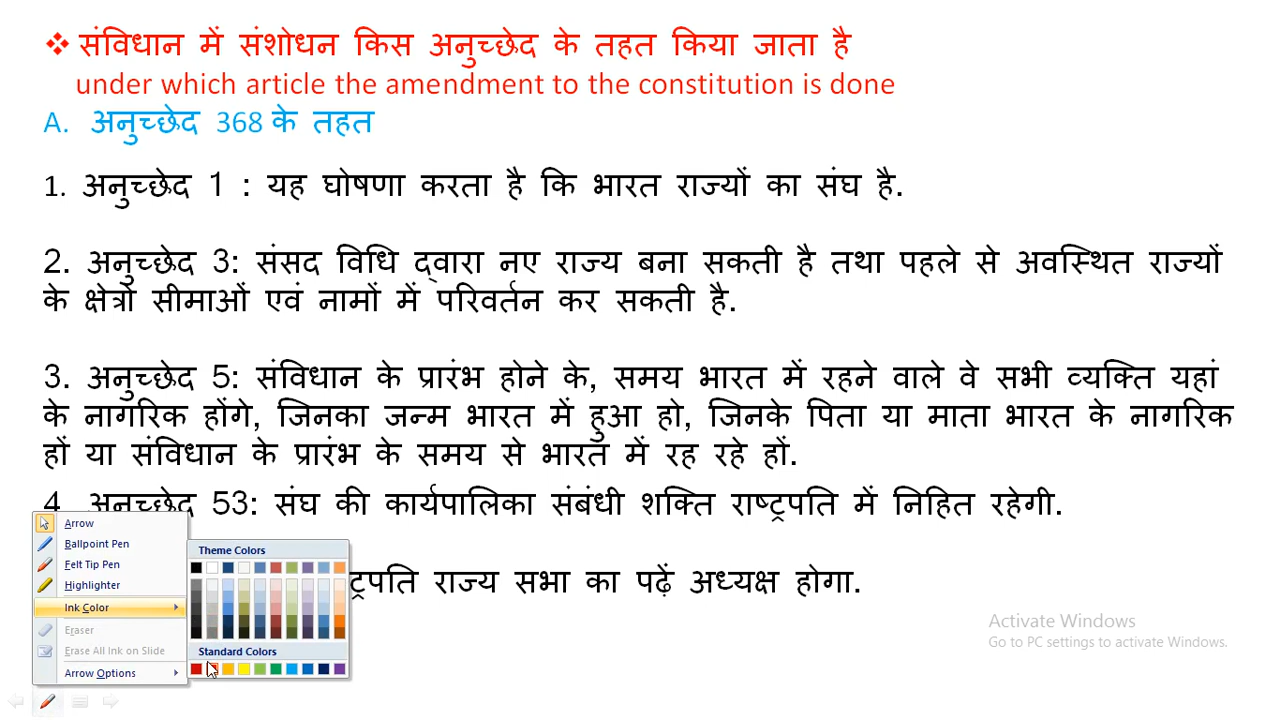 ❖ संविधान में संशोधन किस अनुच्छेद के तहत किया जाता है
under which article the amendment to the constitution is done
A. अनुच्छेद 368 के तहत
1. अनुच्छेद 1 : यह घोषणा करता है कि भारत राज्यों का संघ है.
2. अनुच्छेद 3: संसद विधि द्वारा नए राज्य बना सकती है तथा पहले से अवस्थित राज्यों
के क्षेत्रों सीमाओं एवं नामों में परिवर्तन कर सकती है.
3. अनुच्छेद 5: संविधान के प्रारंभ होने के, समय भारत में रहने वाले वे सभी व्यक्ति यहां
के नागरिक होंगे, जिनका जन्म भारत में हुआ हो, जिनके पिता या माता भारत के नागरिक
हों या संविधान के प्रारंभ के समय से भारत में रह रहे हों.
4. अनुच्छेद 53: संघ की कार्यपालिका संबंधी शक्ति राष्ट्रपति में निहित रहेगी.
Arrow
Ballpoint Pen
Felt Tip Pen
Highlighter
Ink Color
Eraser
Erase All Ink on Slide
Arrow Options
Theme Colors
Standard Colors
राज्य सभा का पढ़ें अध्यक्ष होगा.
Activate Windows
Go to PC settings to activate Windows.